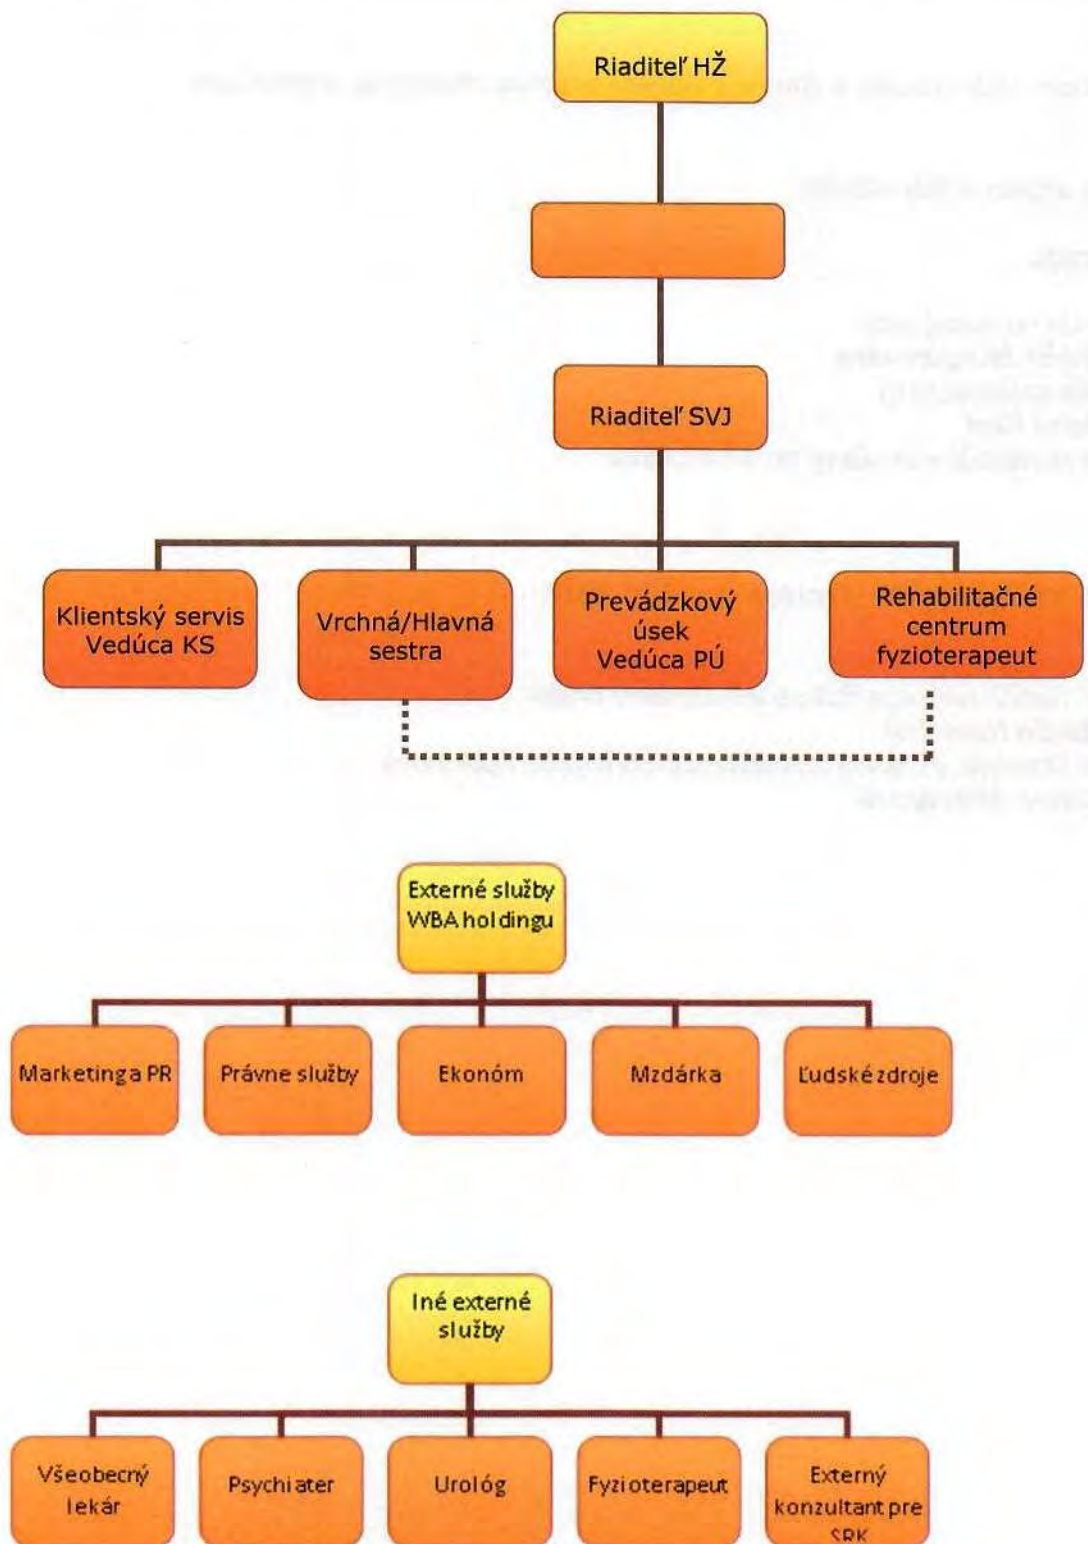 Riaditeľ HŽ
Riaditeľ SVJ
Klientský servis
Vedúca KS
Vrchná/Hlavná
sestra
Prevádzkový
úsek
Vedúca PÚ
Rehabilitačné
centrum
fyzioterapeut
Externé služby
WBA holdingu
Marketing a PR
Právne služby
Ekonóm
Mzdárka
Ľudské zdroje
Iné externé
služby
Všeobecný
lekár
Psychiater
Urológ
Fyzioterapeut
Externý
konzultant pre